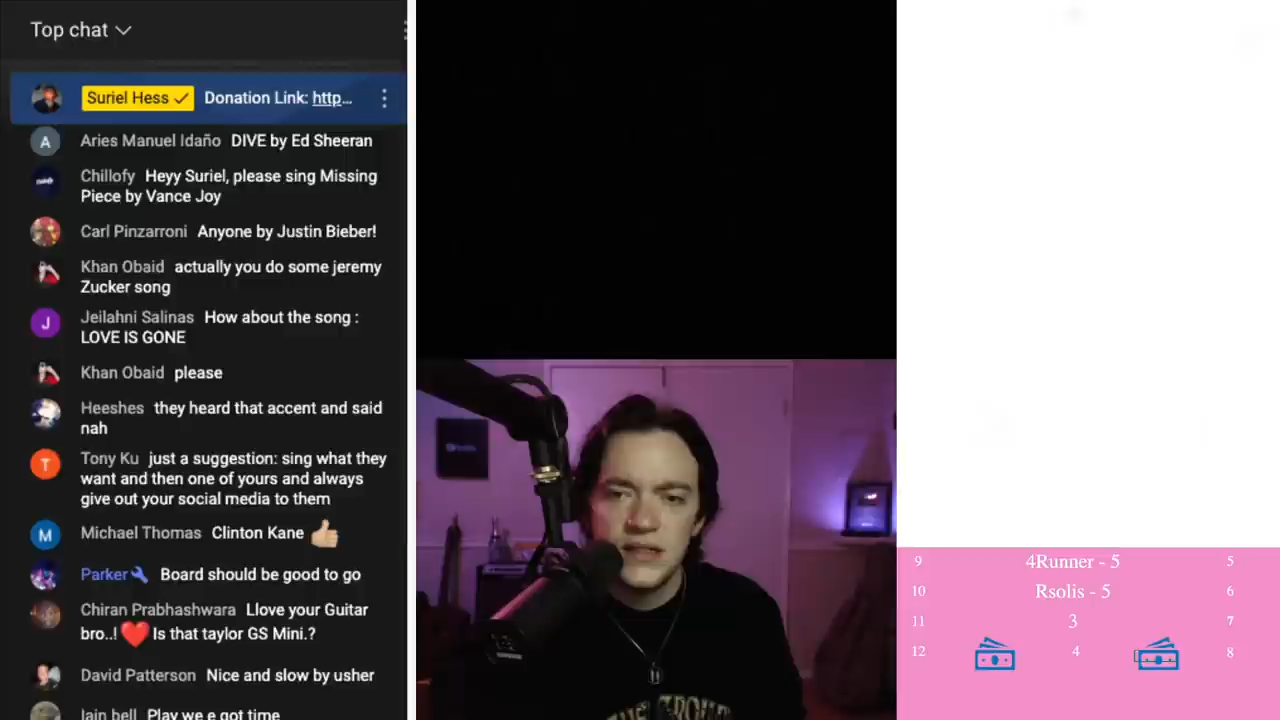 Top chat
Suriel Hess Donation Link: http...
Aries Manuel Idaño DIVE by Ed Sheeran
Chillofy Heyy Suriel, please sing Missing
Piece by Vance Joy
Carl Pinzarroni Anyone by Justin Bieber!
Khan Obaid actually you do some jeremy
Zucker song
Jeilahni Salinas How about the song :
LOVE IS GONE
Khan Obaid please
Heeshes they heard that accent and said
nah
Tony Ku just a suggestion: sing what they
want and then one of yours and always
give out your social media to them
Michael Thomas Clinton Kane 👍🏼
Parker Board should be good to go
Chiran Prabhashwara Llove your Guitar
bro..! ❤️ Is that taylor GS Mini.?
David Patterson Nice and slow by usher
Iain bell Play we e got time
A
J
T
M
9 4Runner - 5 5
10 Rsolis - 5 6
11 3 7
12 4 8